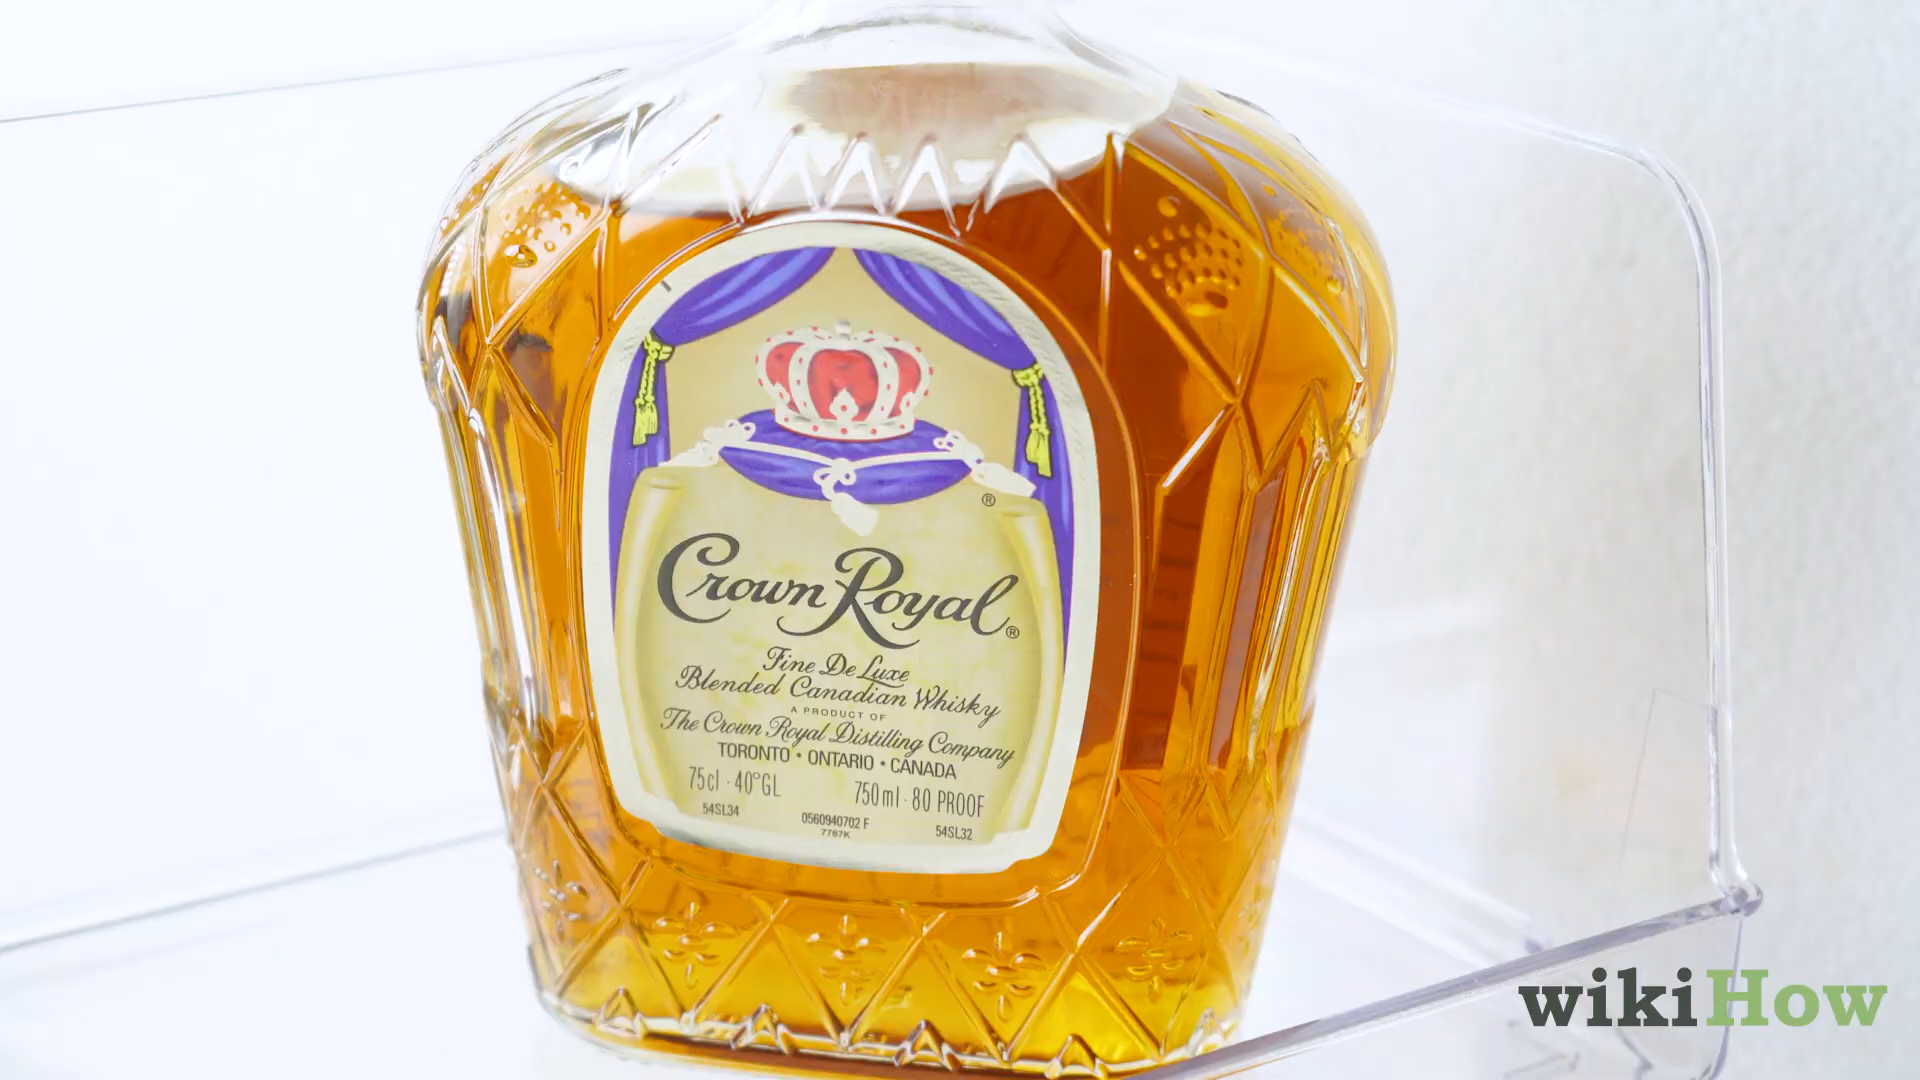 ®
Crown Royal®
Fine De Luxe
Blended Canadian Whisky
A PRODUCT OF
The Crown Royal Distilling Company
TORONTO • ONTARIO • CANADA
75cl · 40°GL 750ml · 80 PROOF
54SL34 0560940702 F 54SL32
7767K
wikiHow